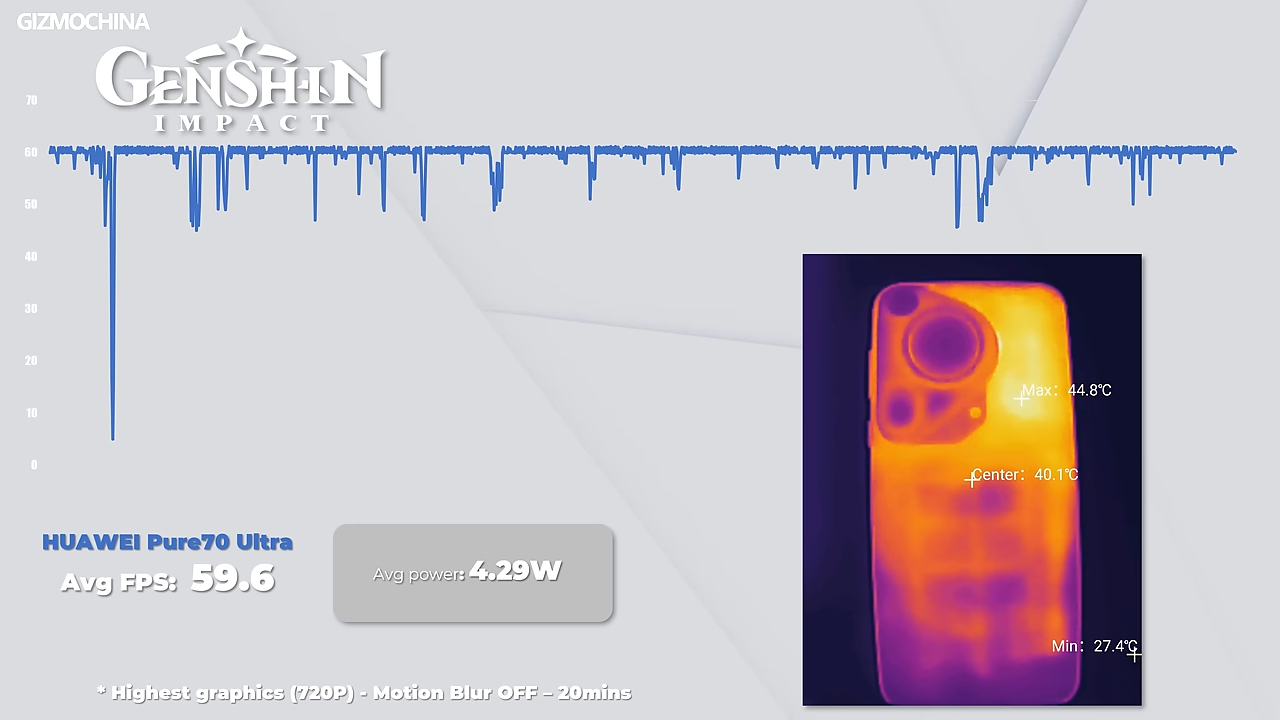 GIZMOCHINA
GENSHIN
IMPACT
70
60
50
40
30
20
10
0
Max: 44.8℃
Center: 40.1℃
Min: 27.4℃
HUAWEI Pure70 Ultra
Avg FPS: 59.6
Avg power: 4.29W
* Highest graphics (720P) - Motion Blur OFF – 20mins